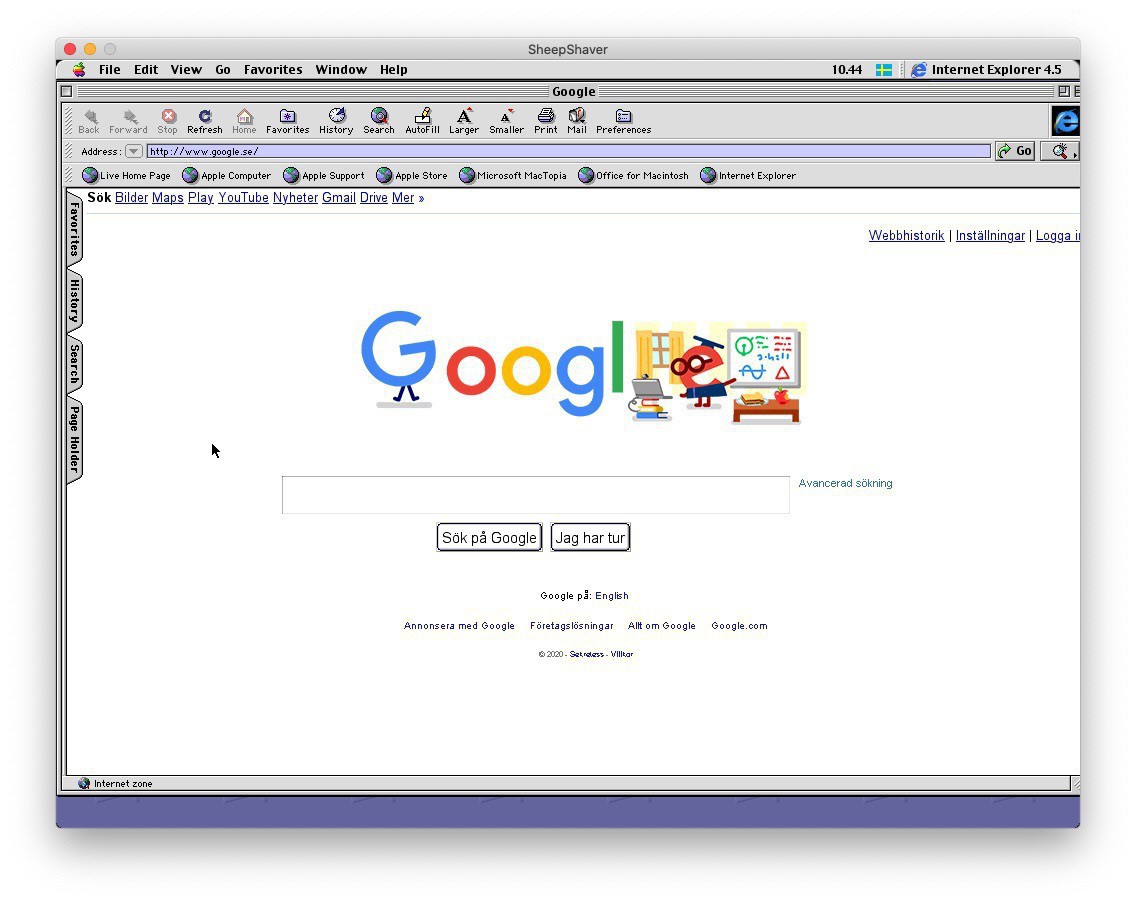 SheepShaver
File Edit View Go Favorites Window Help 10.44 Internet Explorer 4.5
Google
Back Forward Stop Refresh Home Favorites History Search AutoFill Larger Smaller Print Mail Preferences
Address: http://www.google.se/ Go
Live Home Page Apple Computer Apple Support Apple Store Microsoft MacTopia Office for Macintosh Internet Explorer
Favorites
History
Search
Page Holder
Sök Bilder Maps Play YouTube Nyheter Gmail Drive Mer »
Webbhistorik | Inställningar | Logga in
Google
Avancerad sökning
Sök på Google Jag har tur
Google på: English
Annonsera med Google Företagslösningar Allt om Google Google.com
© 2020 - Sekretess - Villkor
Internet zone